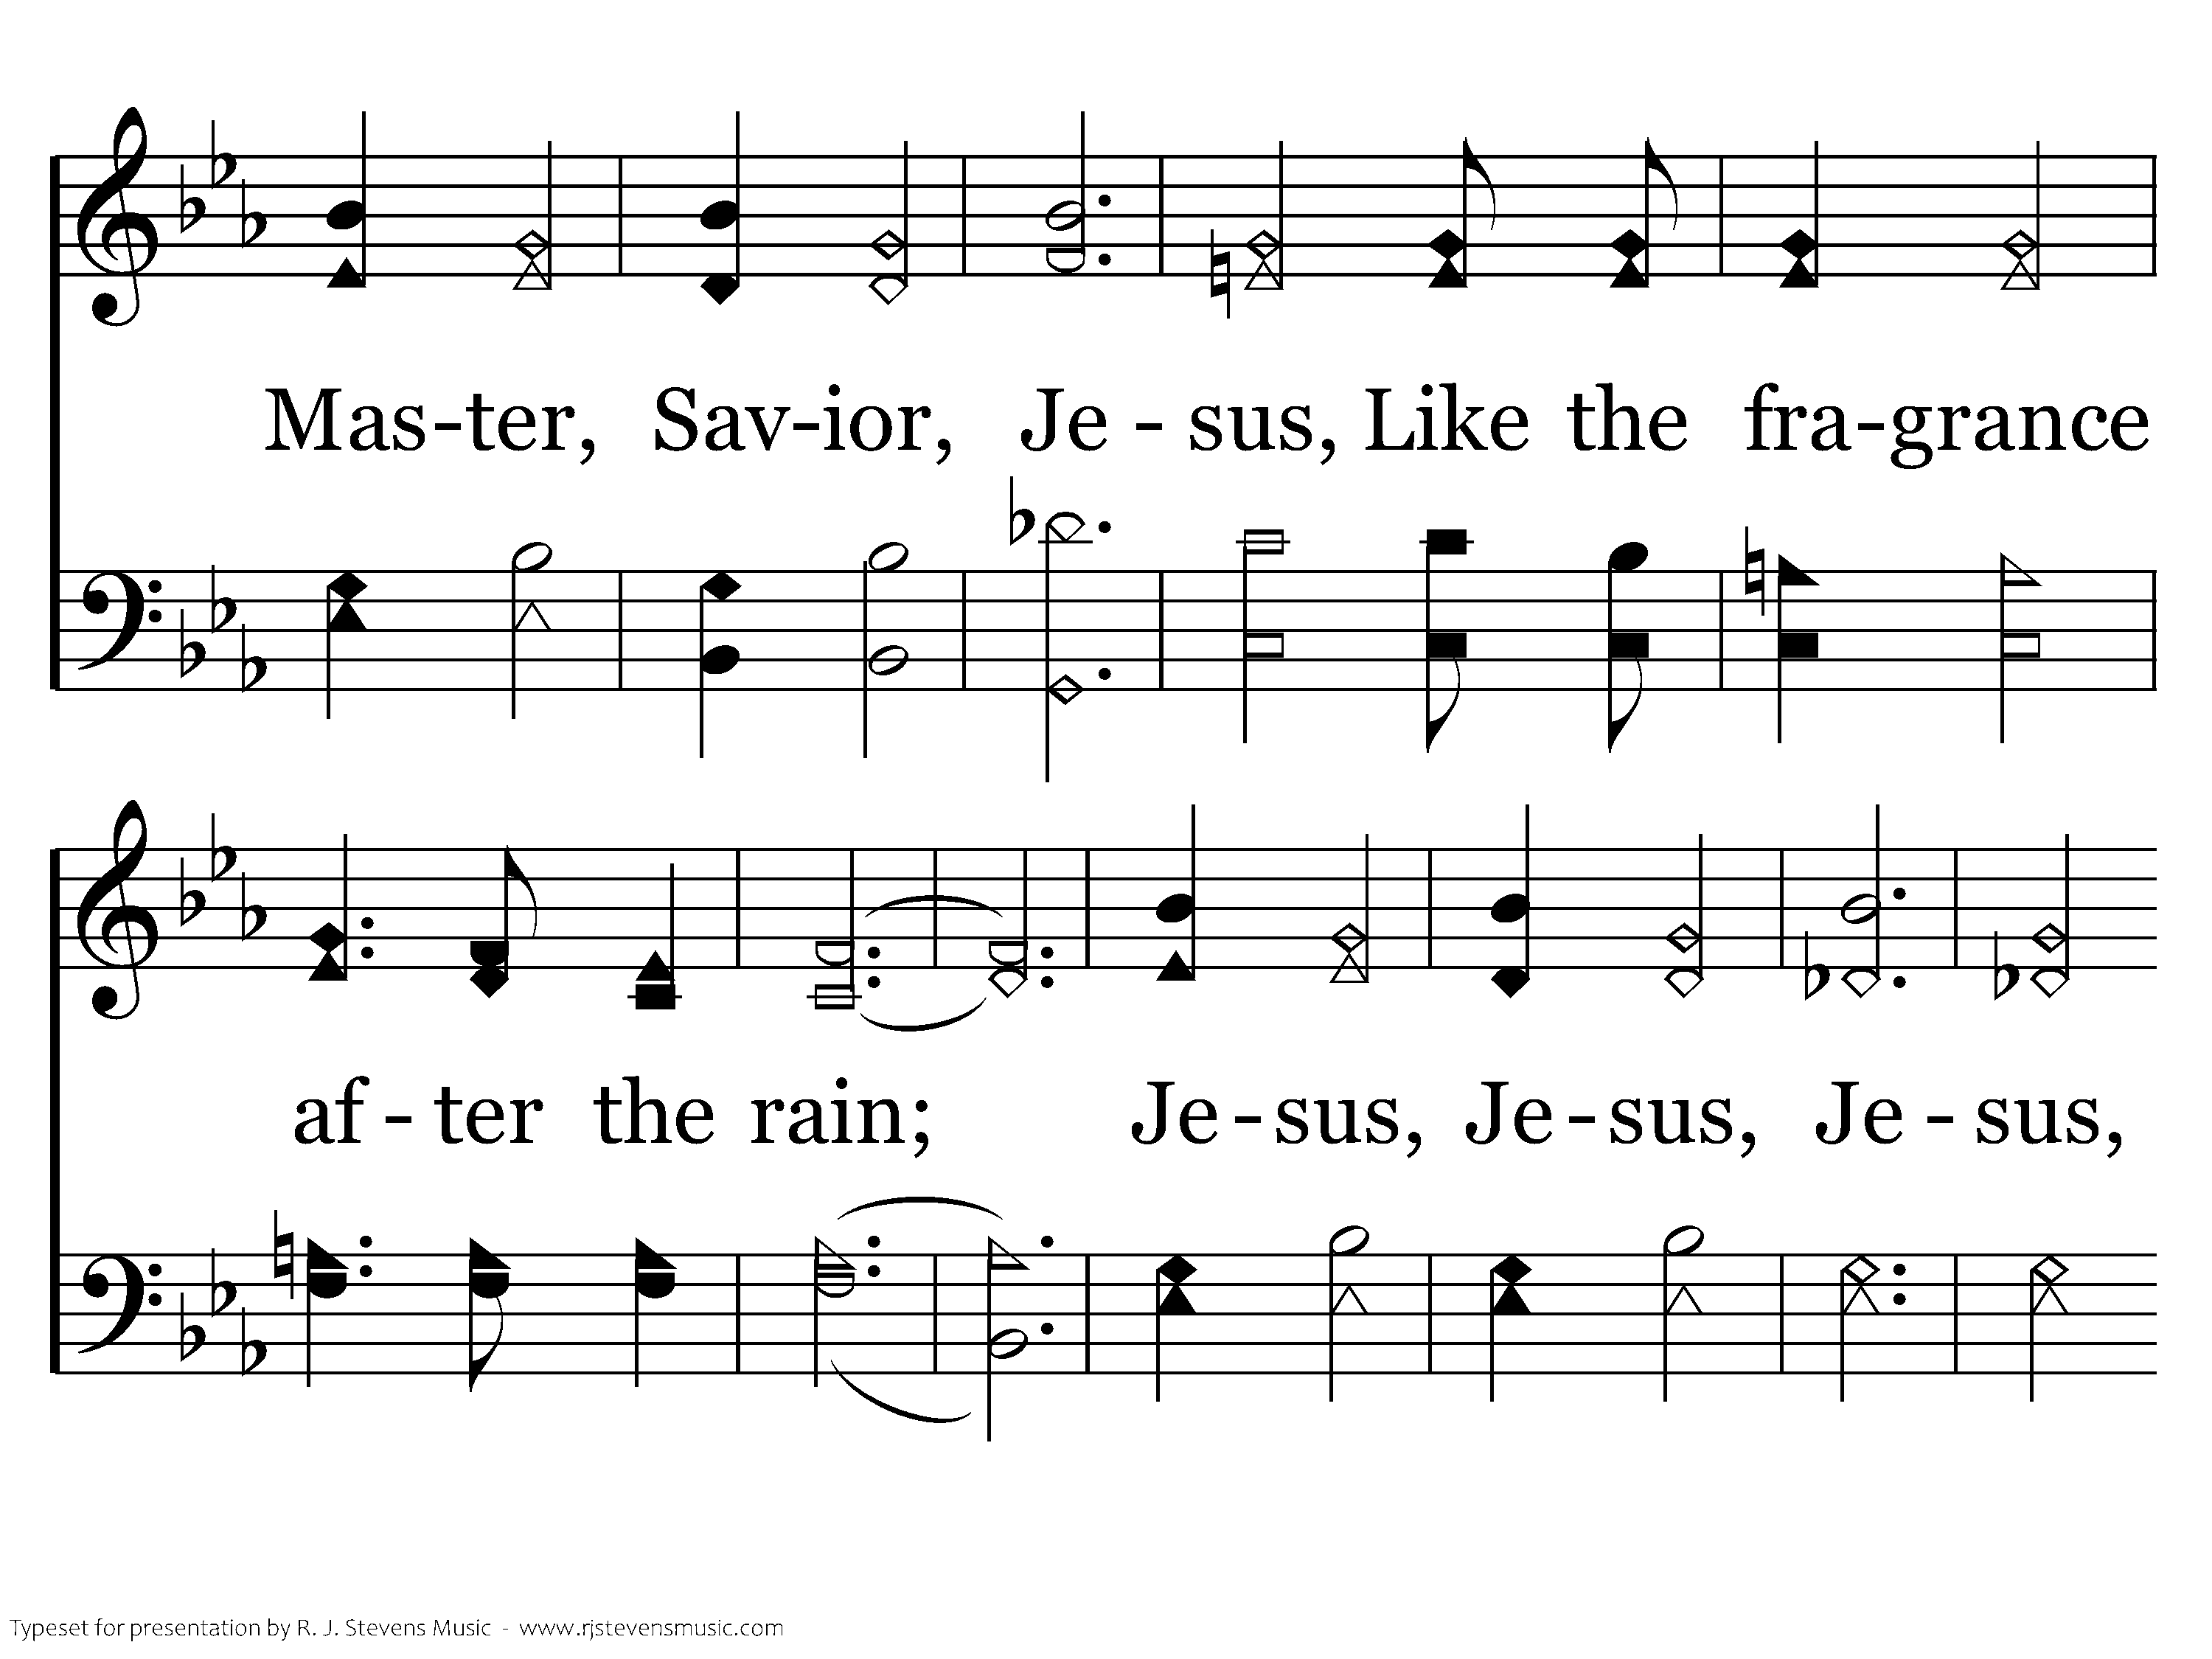 Mas-ter, Sav-ior, Je - sus, Like the fra-grance
af - ter the rain; Je - sus, Je - sus, Je - sus,
Typeset for presentation by R. J. Stevens Music - www.rjstevensmusic.com